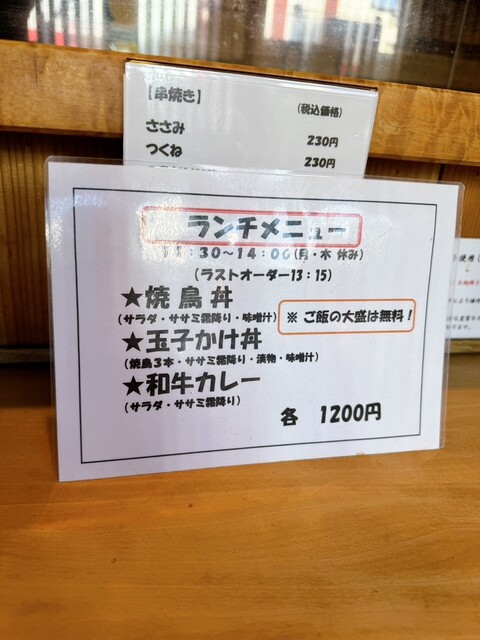 【串焼き】
(税込価格)
ささみ 230円
つくね 230円
ランチメニュー
:30～14:00(月・木 休み)
(ラストオーダー13:15)
★焼鳥丼
(サラダ・ササミ霜降り・味噌汁)
※ ご飯の大盛は無料！
★玉子かけ丼
(焼鳥3本・ササミ霜降り・漬物・味噌汁)
★和牛カレー
(サラダ・ササミ霜降り)
各 1200円